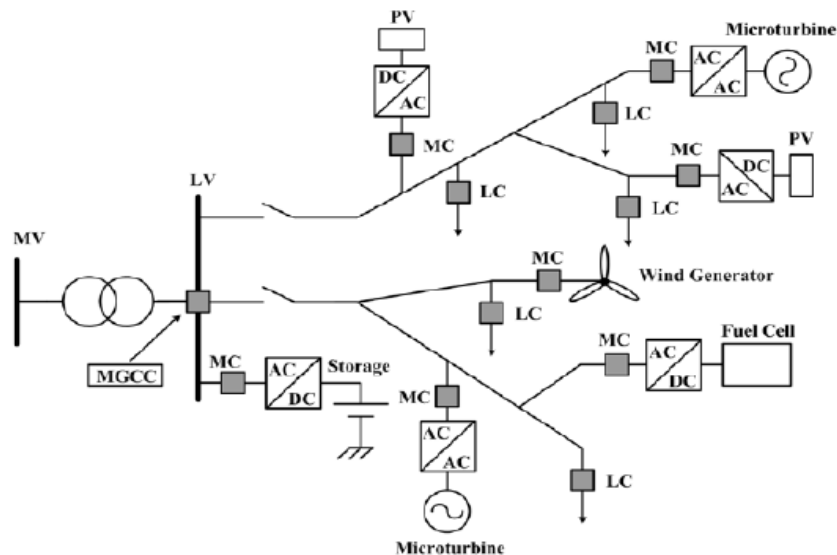 PV
Microturbine
MC
AC
AC
DC
AC
MC
LC
PV
MC
DC
AC
LV
LC
LC
MV
MC
Wind Generator
LC
Fuel Cell
MC
AC
DC
MGCC
MC
AC
DC
Storage
MC
AC
AC
LC
Microturbine